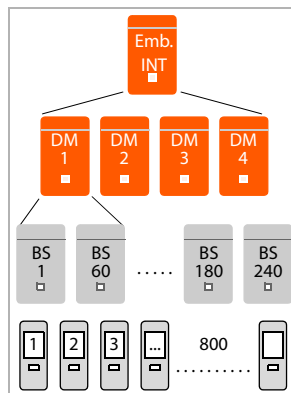 Emb.
INT
DM DM DM DM
1 2 3 4
BS BS BS BS
1 60 ..... 180 240
1 2 3 ... 800
..........